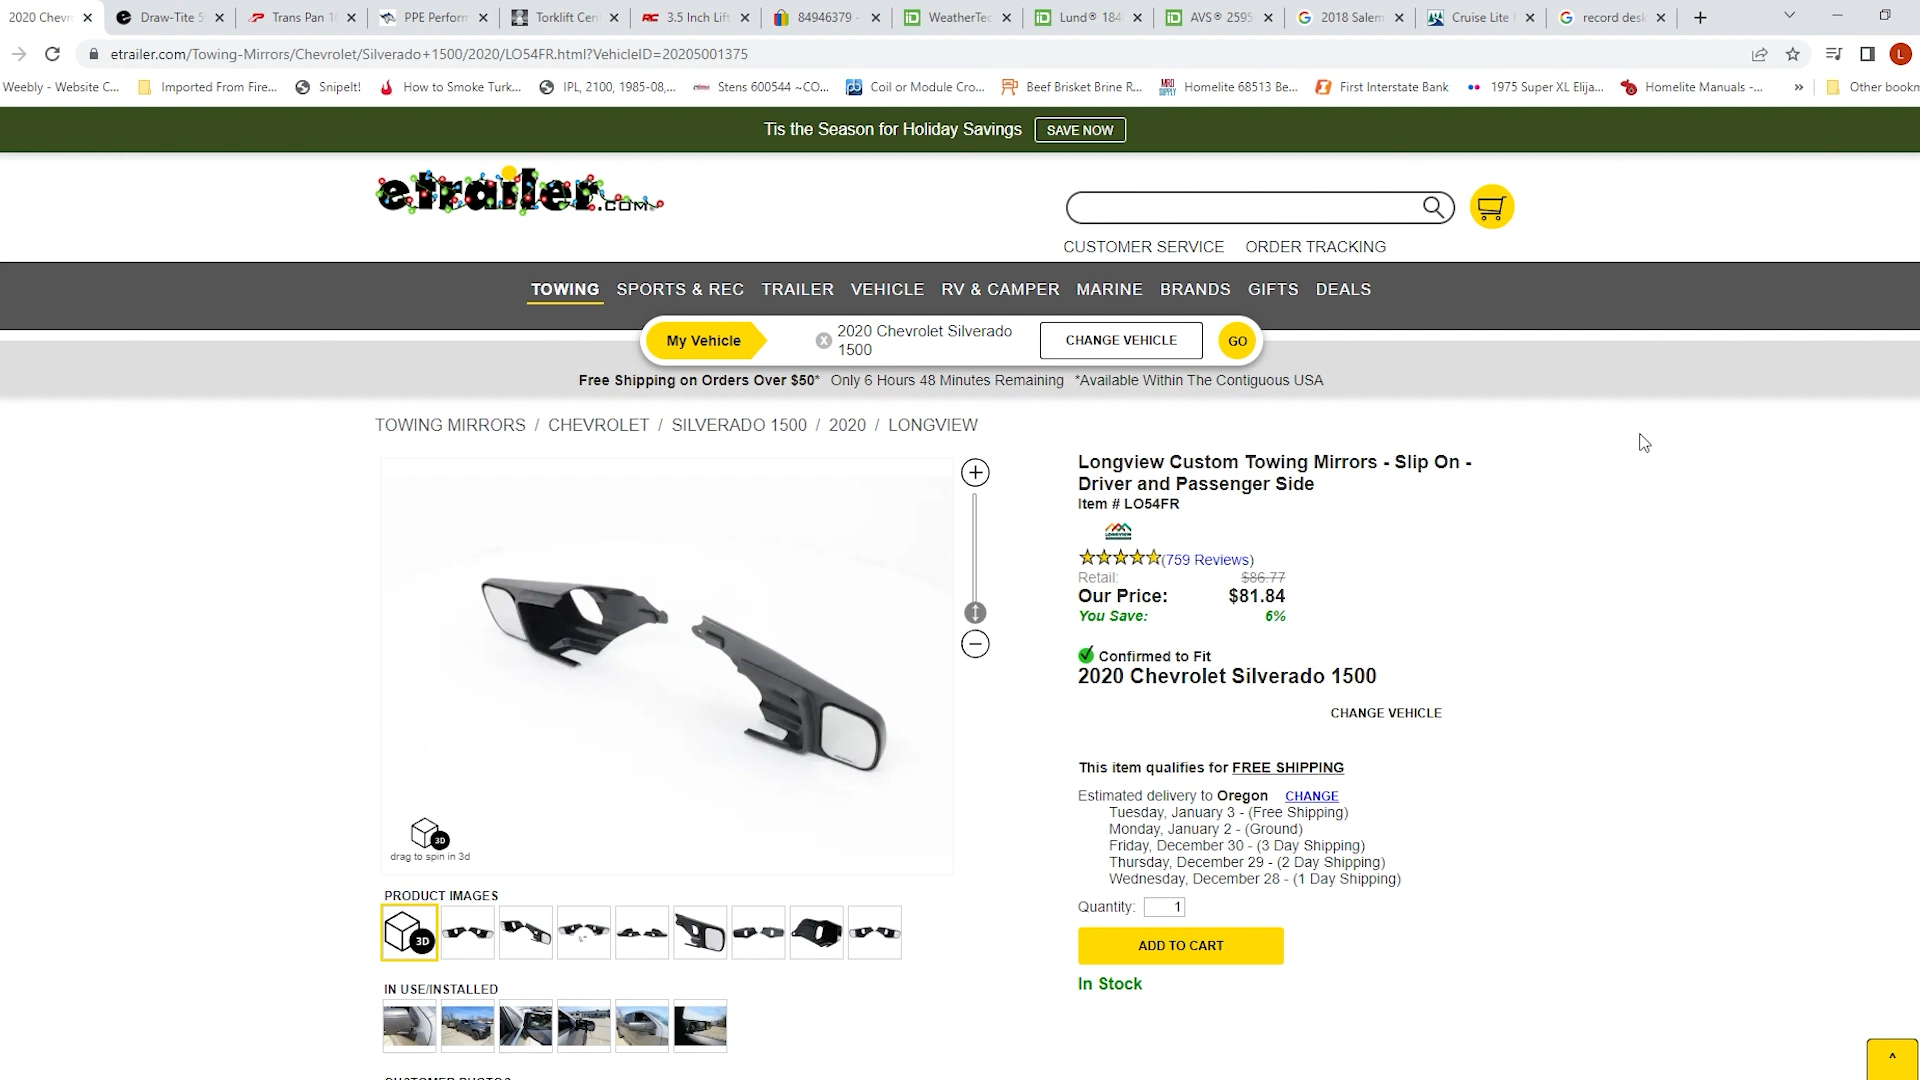 2020 Chevr
Draw-Tite 5
Trans Pan 10
PPE Perform
Torklift Cen
RC 3.5 Inch Lift
84946379 -
WeatherTec
Lund® 184
AVS® 2595
2018 Salem
Cruise Lite
record desk
etrailer.com/Towing-Mirrors/Chevrolet/Silverado+1500/2020/LO54FR.html?VehicleID=20205001375
L
Weebly - Website C...
Imported From Fire...
SnipeIt!
How to Smoke Turk...
IPL, 2100, 1985-08,...
Stens 600544 ~CO...
Coil or Module Cro...
Beef Brisket Brine R...
Homelite 68513 Be...
First Interstate Bank
1975 Super XL Elija...
Homelite Manuals -...
»
Other bookm
Tis the Season for Holiday Savings
SAVE NOW
etrailer.com
CUSTOMER SERVICE
ORDER TRACKING
TOWING
SPORTS & REC
TRAILER
VEHICLE
RV & CAMPER
MARINE
BRANDS
GIFTS
DEALS
My Vehicle
X
2020 Chevrolet Silverado
1500
CHANGE VEHICLE
GO
Free Shipping on Orders Over $50* Only 6 Hours 48 Minutes Remaining *Available Within The Contiguous USA
TOWING MIRRORS / CHEVROLET / SILVERADO 1500 / 2020 / LONGVIEW
Longview Custom Towing Mirrors - Slip On -
Driver and Passenger Side
Item # LO54FR
LONGVIEW
(759 Reviews)
Retail: $86.77
Our Price: $81.84
You Save: 6%
Confirmed to Fit
2020 Chevrolet Silverado 1500
CHANGE VEHICLE
This item qualifies for FREE SHIPPING
Estimated delivery to Oregon CHANGE
Tuesday, January 3 - (Free Shipping)
Monday, January 2 - (Ground)
Friday, December 30 - (3 Day Shipping)
Thursday, December 29 - (2 Day Shipping)
Wednesday, December 28 - (1 Day Shipping)
Quantity: 1
ADD TO CART
In Stock
3D
drag to spin in 3d
PRODUCT IMAGES
3D
IN USE/INSTALLED
CUSTOMER PHOTOS
^